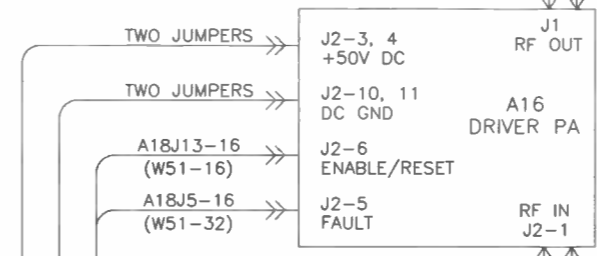 TWO JUMPERS
J2-3, 4
+50V DC
J1
RF OUT
TWO JUMPERS
J2-10, 11
DC GND
A16
DRIVER PA
A18J13-16
(W51-16)
J2-6
ENABLE/RESET
A18J5-16
(W51-32)
J2-5
FAULT
RF IN
J2-1